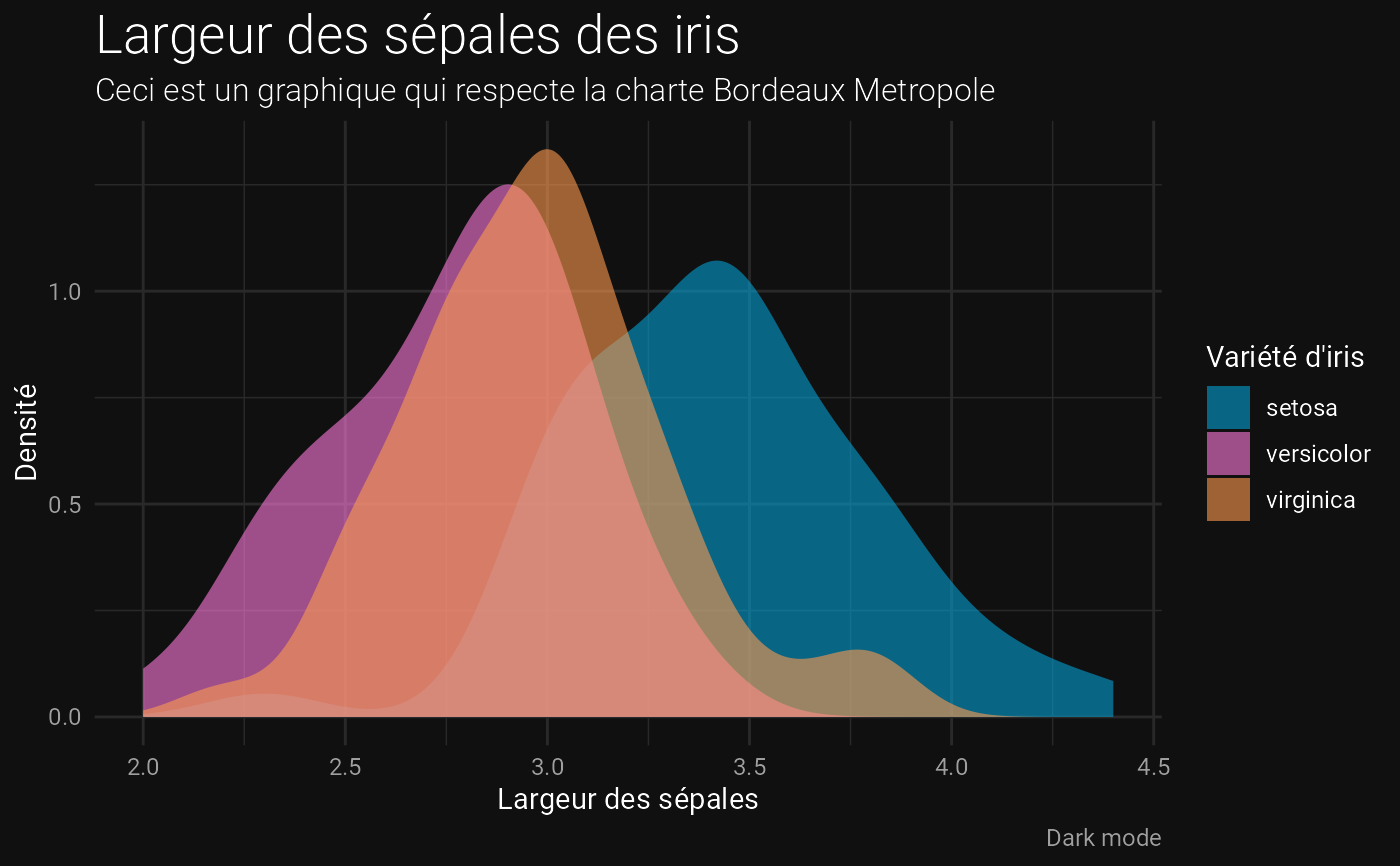 Largeur des sépales des iris
Ceci est un graphique qui respecte la charte Bordeaux Metropole
Densité
1.0
0.5
0.0
2.0 2.5 3.0 3.5 4.0 4.5
Largeur des sépales
Variété d'iris
setosa
versicolor
virginica
Dark mode